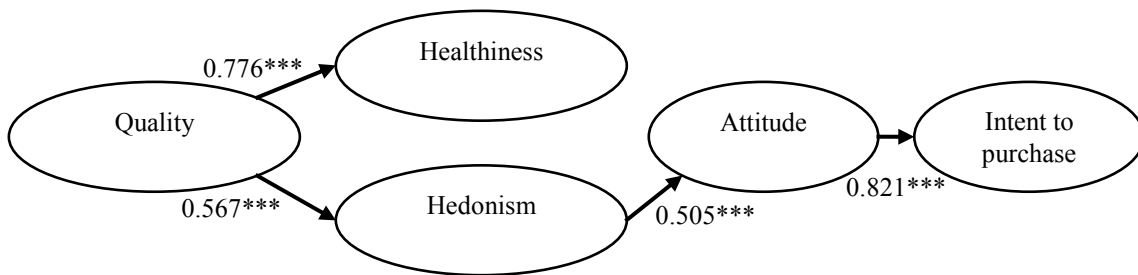 Healthiness
0.776***
Quality
Attitude
Intent to
purchase
0.821***
Hedonism
0.567***
0.505***